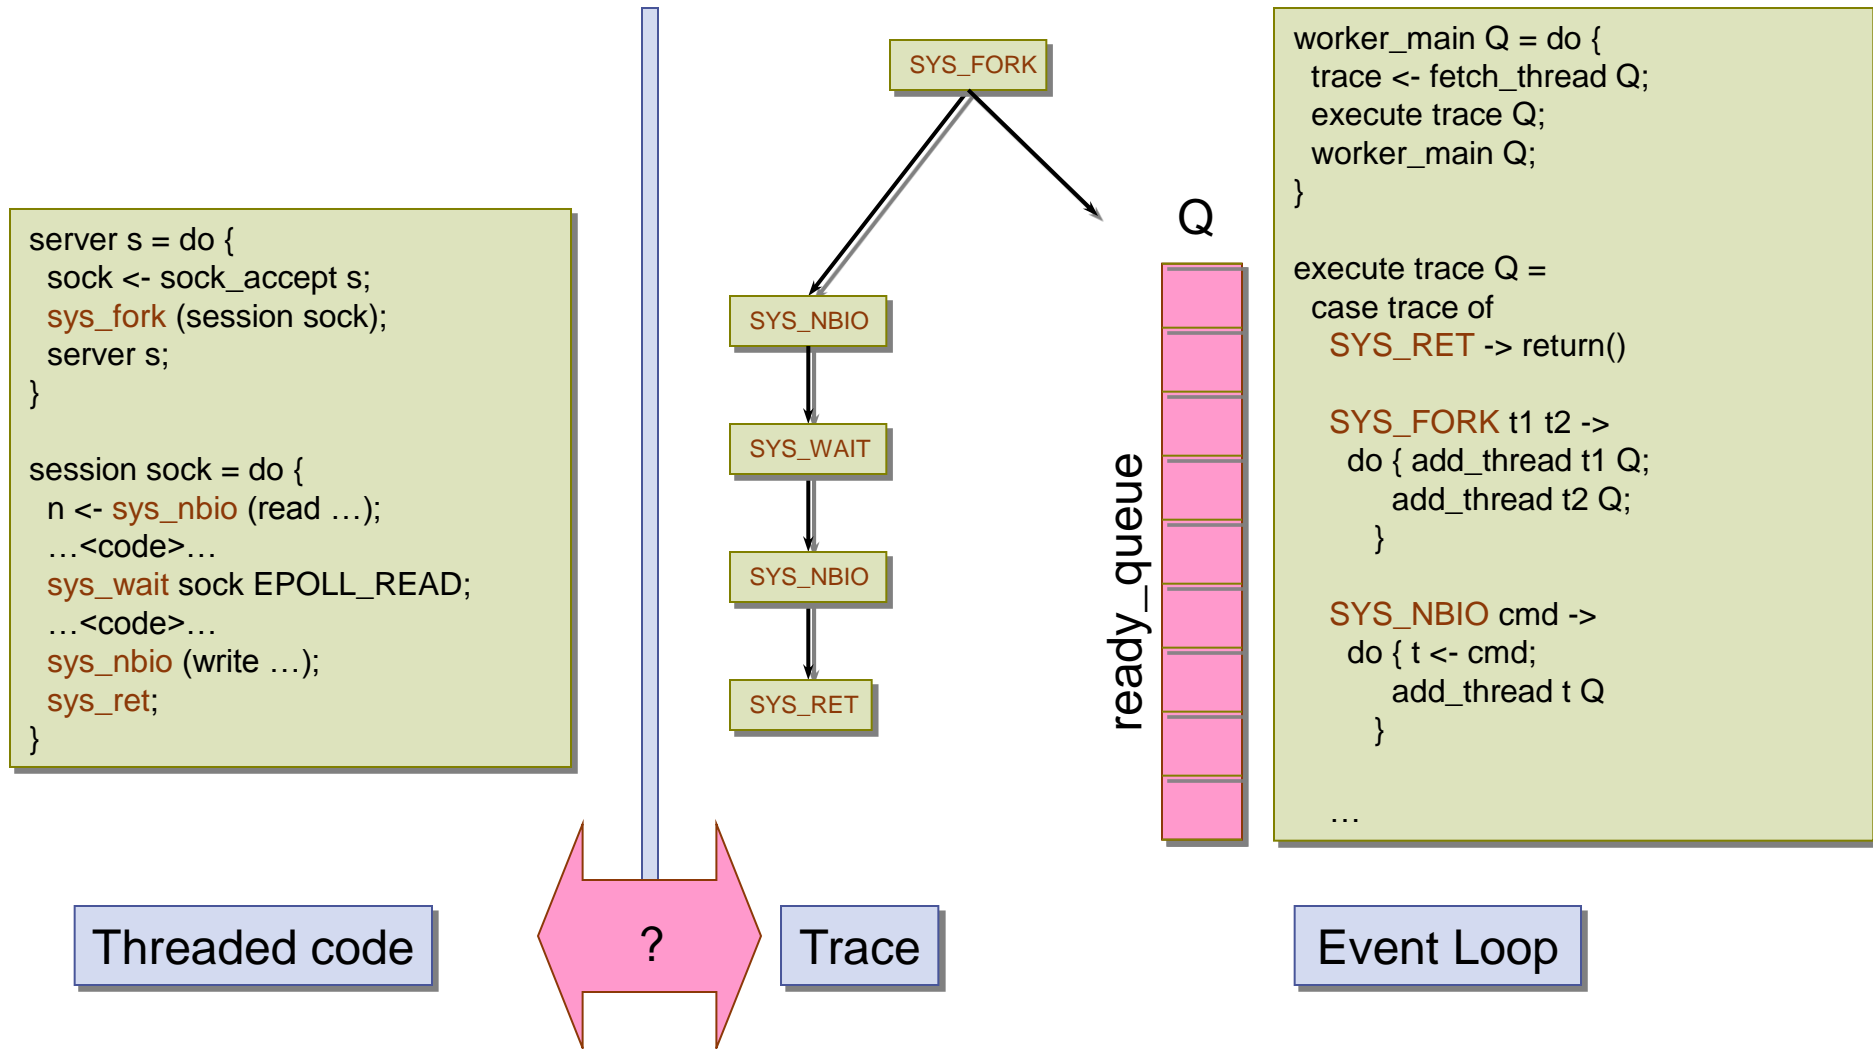 server s = do {
sock <- sock_accept s;
sys_fork (session sock);
server s;
}
session sock = do {
n <- sys_nbio (read …);
…<code>…
sys_wait sock EPOLL_READ;
…<code>…
sys_nbio (write …);
sys_ret;
}
Threaded code
?
SYS_FORK
SYS_NBIO
SYS_WAIT
SYS_NBIO
SYS_RET
Trace
Q
ready_queue
worker_main Q = do {
trace <- fetch_thread Q;
execute trace Q;
worker_main Q;
}
execute trace Q =
case trace of
SYS_RET -> return()
SYS_FORK t1 t2 ->
do { add_thread t1 Q;
add_thread t2 Q;
}
SYS_NBIO cmd ->
do { t <- cmd;
add_thread t Q
}
…
Event Loop